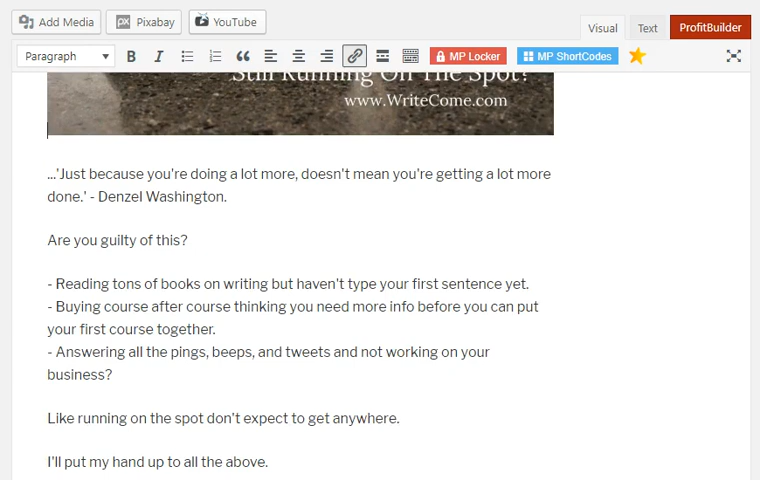 Add Media Pixabay YouTube
Visual Text ProfitBuilder
Paragraph B I MP Locker MP ShortCodes
Still Running On The Spot?
www.WriteCome.com
...'Just because you're doing a lot more, doesn't mean you're getting a lot more
done.' - Denzel Washington.
Are you guilty of this?
- Reading tons of books on writing but haven't type your first sentence yet.
- Buying course after course thinking you need more info before you can put
your first course together.
- Answering all the pings, beeps, and tweets and not working on your
business?
Like running on the spot don't expect to get anywhere.
I'll put my hand up to all the above.